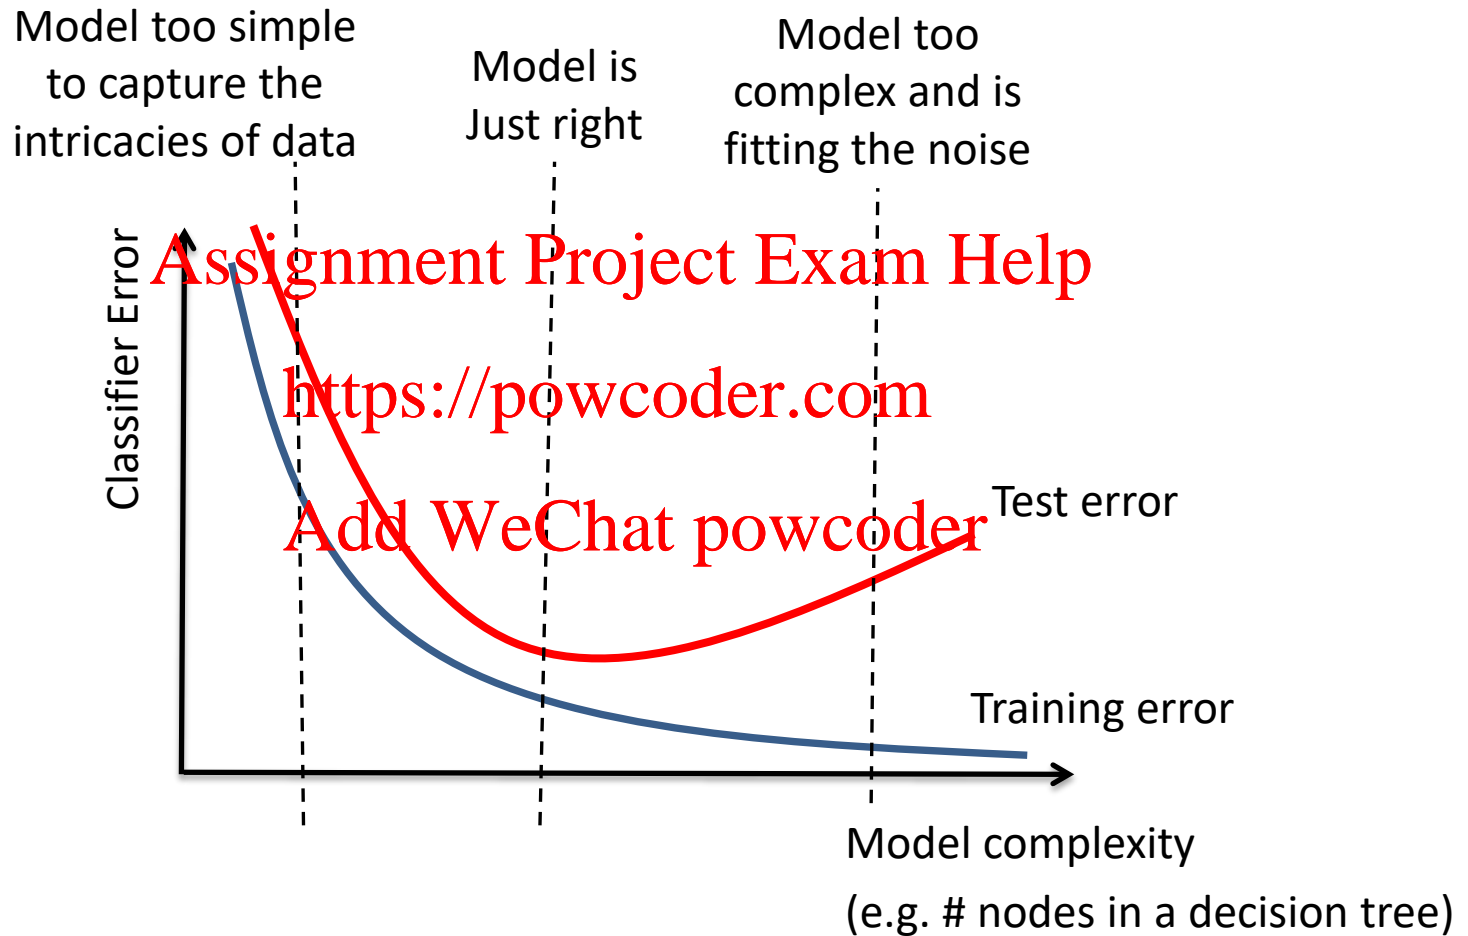 Model too simple
to capture the
intricacies of data
Model is
Just right
Model too
complex and is
fitting the noise
Classifier Error
Assignment Project Exam Help
https://powcoder.com
Add WeChat powcoder
Test error
Training error
Model complexity
(e.g. # nodes in a decision tree)